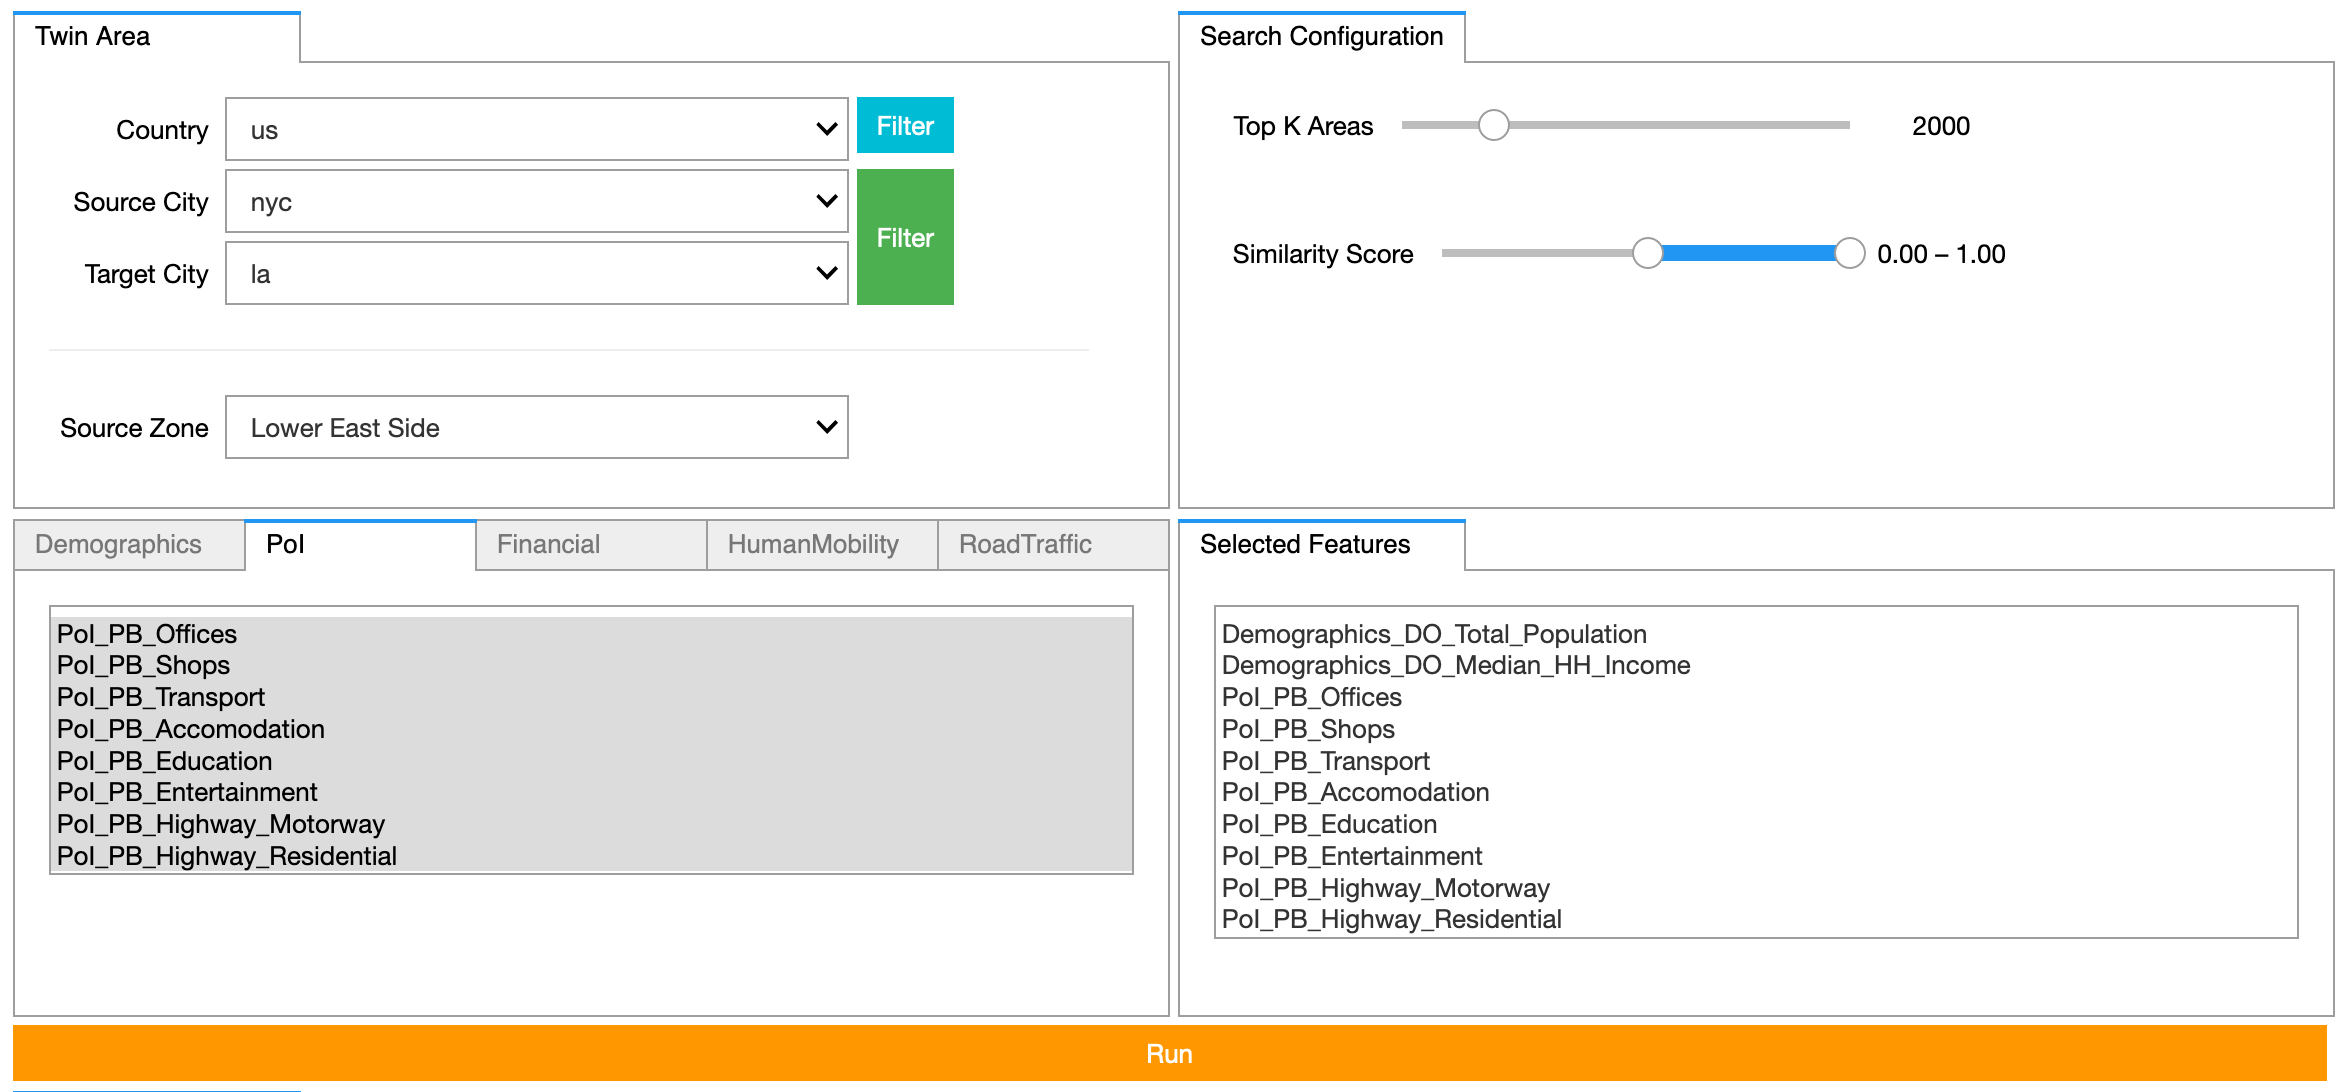 Twin Area
Country
us
Filter
Source City
nyc
Filter
Target City
la
Source Zone
Lower East Side
Search Configuration
Top K Areas
2000
Similarity Score
0.00 – 1.00
Demographics
PoI
Financial
HumanMobility
RoadTraffic
PoI_PB_Offices
PoI_PB_Shops
PoI_PB_Transport
PoI_PB_Accomodation
PoI_PB_Education
PoI_PB_Entertainment
PoI_PB_Highway_Motorway
PoI_PB_Highway_Residential
Selected Features
Demographics_DO_Total_Population
Demographics_DO_Median_HH_Income
PoI_PB_Offices
PoI_PB_Shops
PoI_PB_Transport
PoI_PB_Accomodation
PoI_PB_Education
PoI_PB_Entertainment
PoI_PB_Highway_Motorway
PoI_PB_Highway_Residential
Run